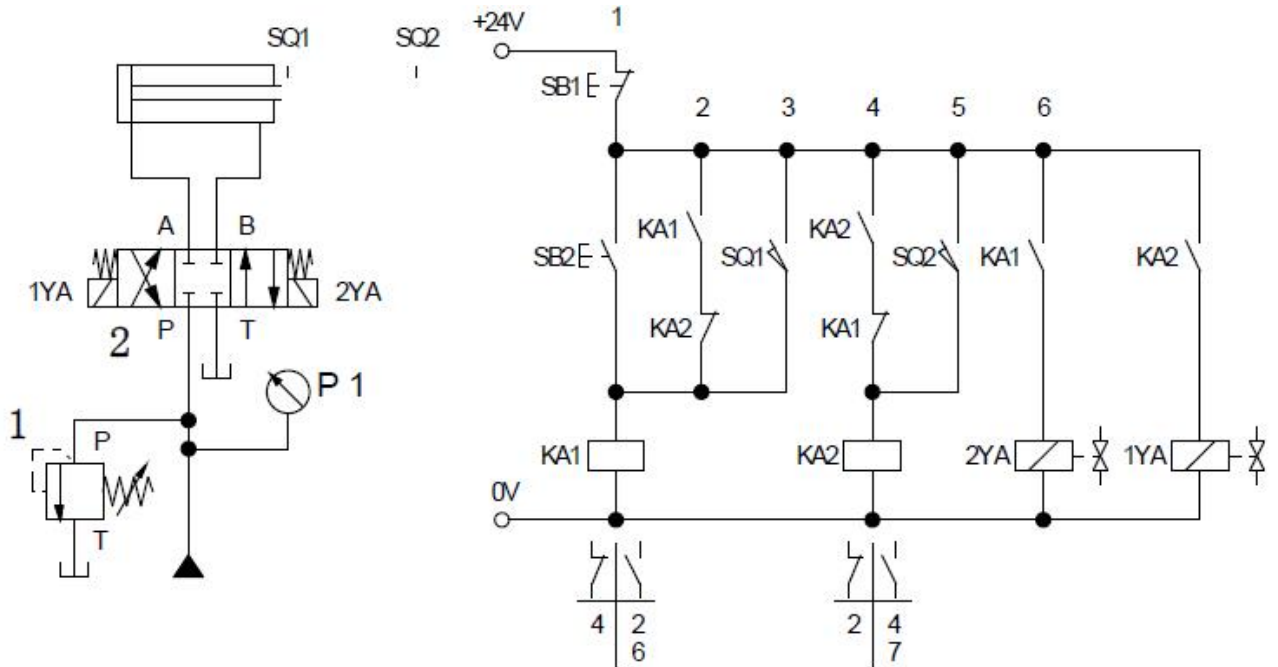 SQ1 SQ2 +24V 1
SB1
2 3 4 5 6
A B
KA1 KA2
SB2 SQ1 SQ2 KA1 KA2
1YA 2YA
2 P T
KA2 KA1
P 1
1 P
KA1 KA2 2YA 1YA
0V
T
4 2 2 4
6 7